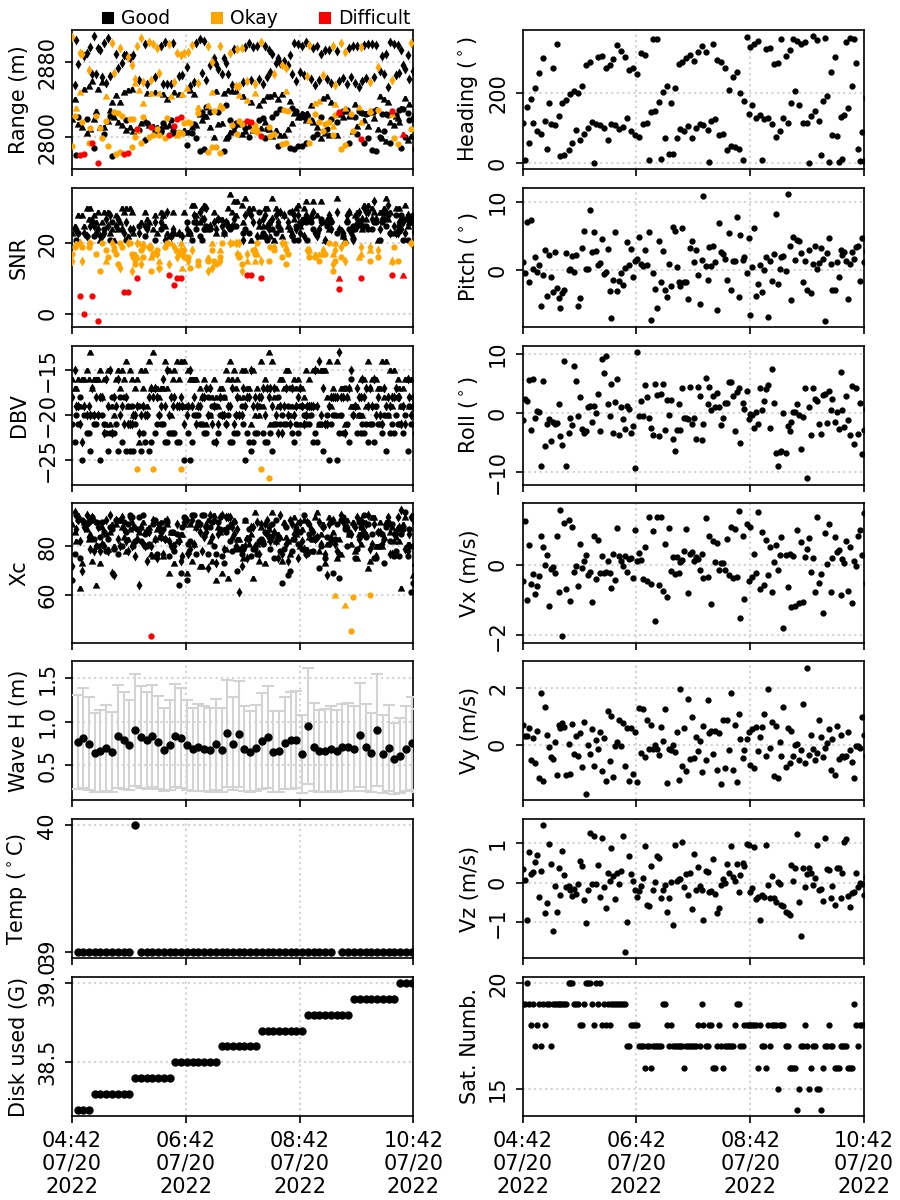 Good Okay Difficult
Range (m)
2880
2800
Heading (°)
200
0
SNR
20
0
Pitch (°)
10
0
DBV
−15
−20
−25
Roll (°)
10
0
−10
Xc
80
60
Vx (m/s)
0
−2
Wave H (m)
1.5
1.0
0.5
Vy (m/s)
2
0
Temp (°C)
40
39
Vz (m/s)
1
0
−1
Disk used (G)
39.0
38.5
Sat. Numb.
20
15
04:42 06:42 08:42 10:42 04:42 06:42 08:42 10:42
07/20 07/20 07/20 07/20 07/20 07/20 07/20 07/20
2022 2022 2022 2022 2022 2022 2022 2022